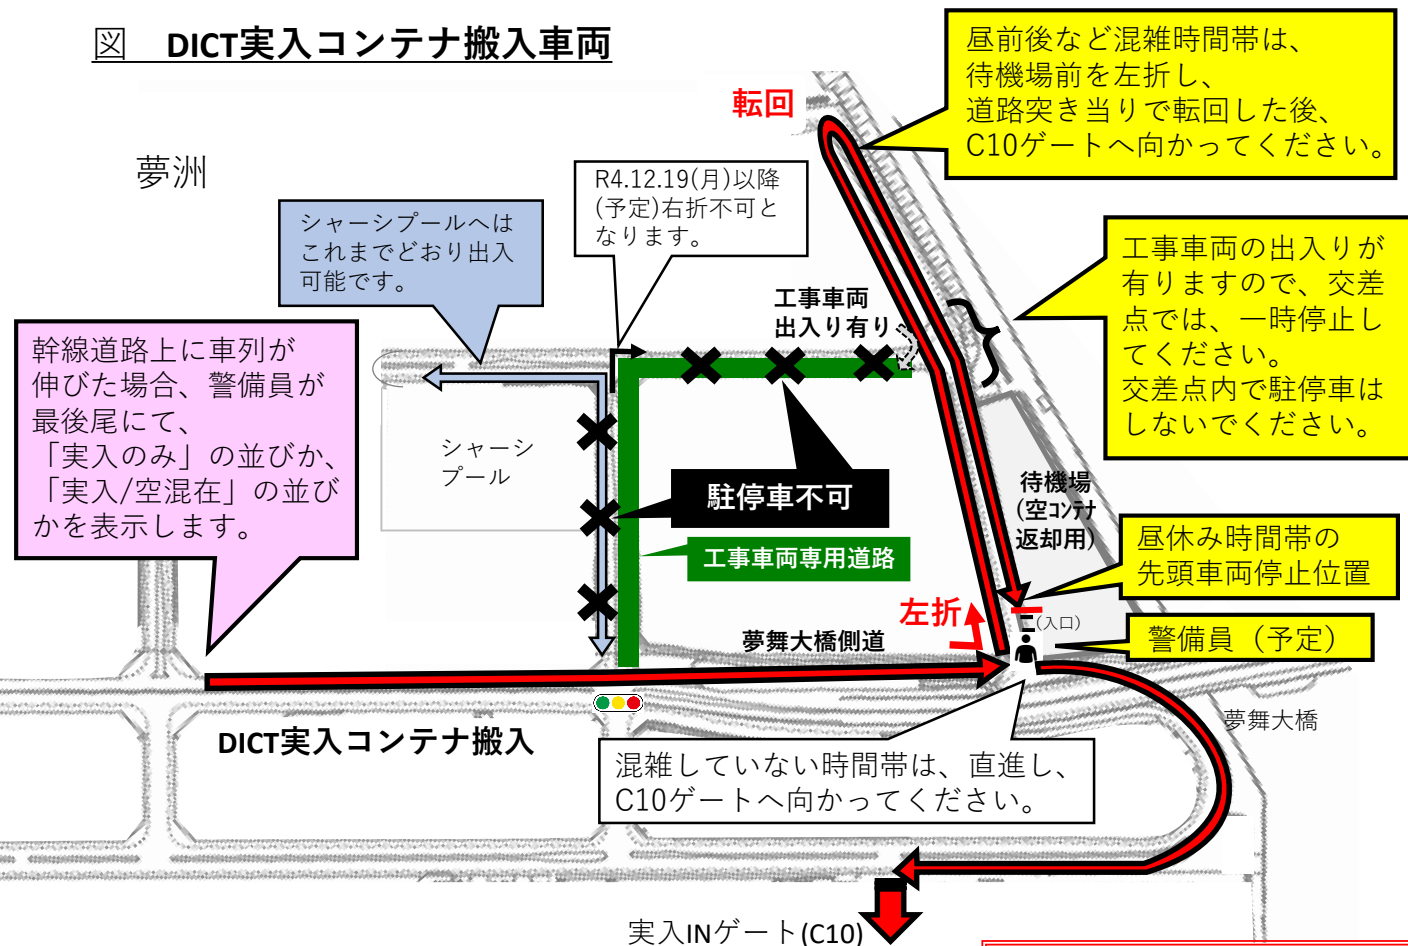 図　DICT実入コンテナ搬入車両
昼前後など混雑時間帯は、
待機場前を左折し、
道路突き当りで転回した後、
C10ゲートへ向かってください。
転回
夢洲
R4.12.19(月)以降
(予定)右折不可と
なります。
シャーシプールへは
これまでどおり出入
可能です。
工事車両の出入りが
有りますので、交差
点では、一時停止し
てください。
交差点内で駐停車は
しないでください。
工事車両
出入り有り
幹線道路上に車列が
伸びた場合、警備員が
最後尾にて、
「実入のみ」の並びか、
「実入/空混在」の並び
かを表示します。
シャーシ
プール
駐停車不可
待機場
(空コンテナ
返却用)
工事車両専用道路
昼休み時間帯の
先頭車両停止位置
左折
(入口)
警備員（予定）
夢舞大橋側道
夢舞大橋
DICT実入コンテナ搬入
混雑していない時間帯は、直進し、
C10ゲートへ向かってください。
実入INゲート(C10)